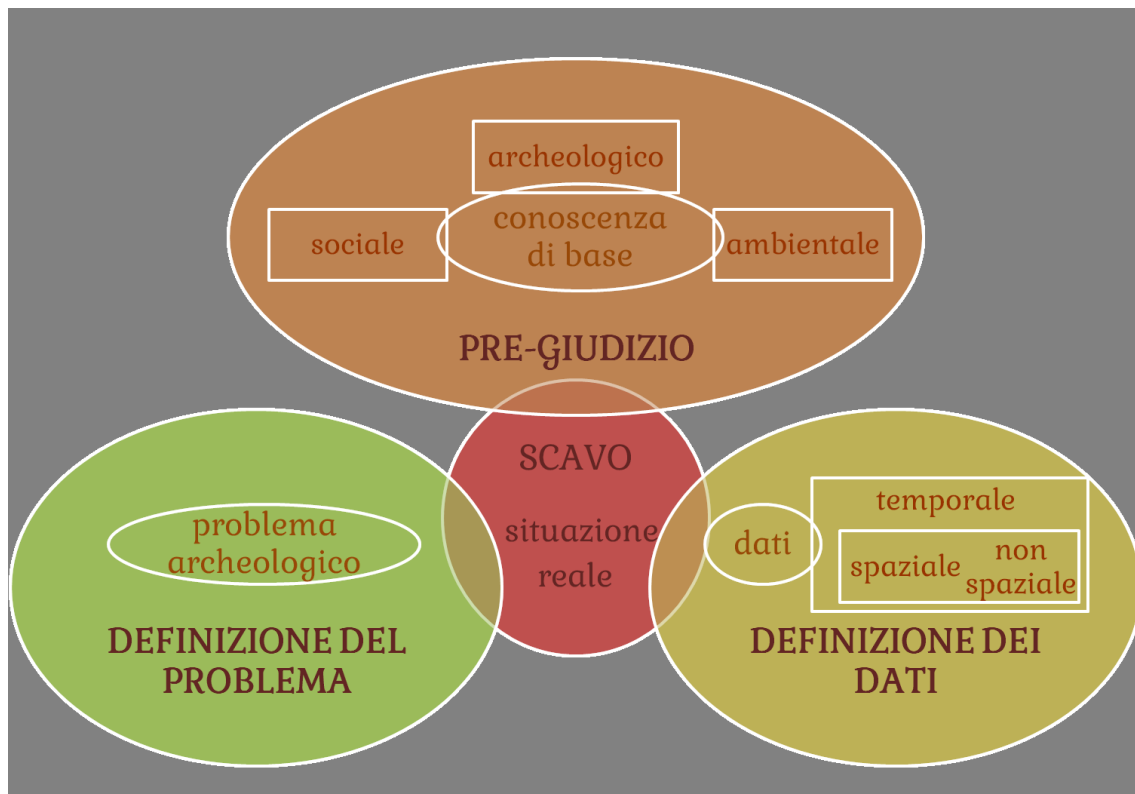 archeologico
conoscenza
di base
sociale
ambientale
PRE-GIUDIZIO
SCAVO
situazione
reale
problema
archeologico
DEFINIZIONE DEL
PROBLEMA
dati
temporale
spaziale
non
spaziale
DEFINIZIONE DEI
DATI